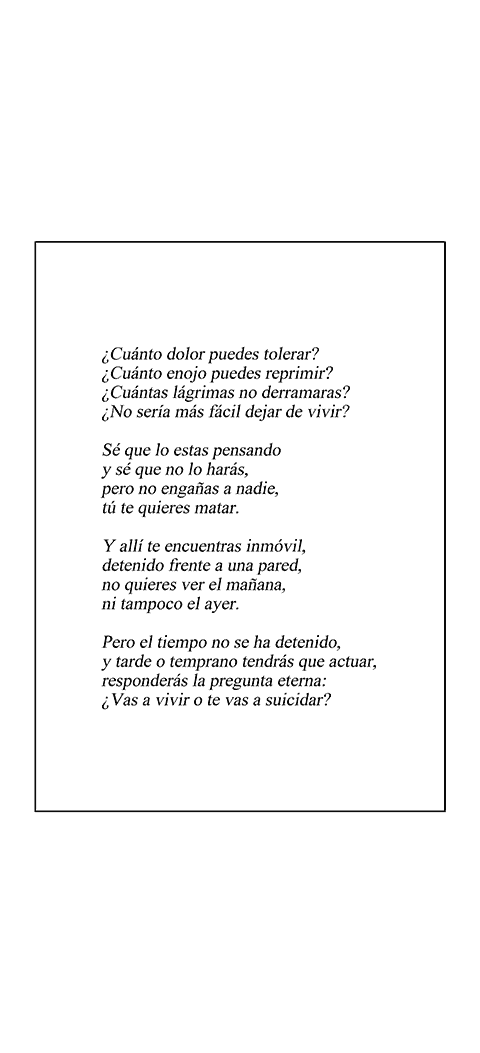 ¿Cuánto dolor puedes tolerar?
¿Cuánto enojo puedes reprimir?
¿Cuántas lágrimas no derramaras?
¿No sería más fácil dejar de vivir?
Sé que lo estas pensando
y sé que no lo harás,
pero no engañas a nadie,
tú te quieres matar.
Y allí te encuentras inmóvil,
detenido frente a una pared,
no quieres ver el mañana,
ni tampoco el ayer.
Pero el tiempo no se ha detenido,
y tarde o temprano tendrás que actuar,
responderás la pregunta eterna:
¿Vas a vivir o te vas a suicidar?